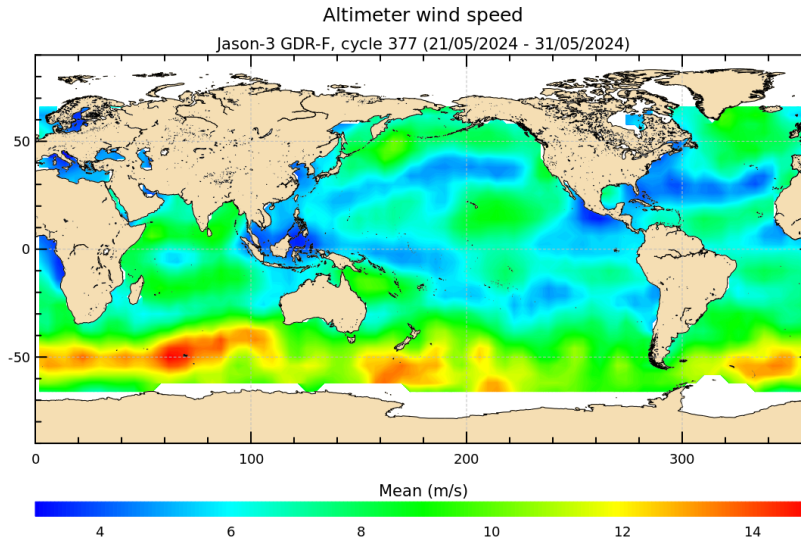 Altimeter wind speed
Jason-3 GDR-F, cycle 377 (21/05/2024 - 31/05/2024)
50
0
-50
0 100 200 300
Mean (m/s)
4 6 8 10 12 14